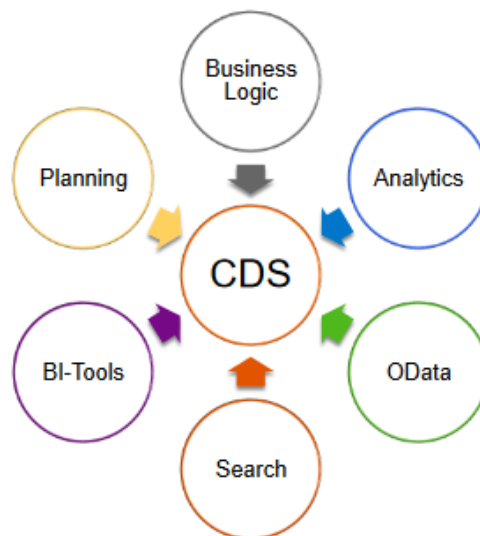 Business
Logic
Planning
Analytics
CDS
BI-Tools
OData
Search